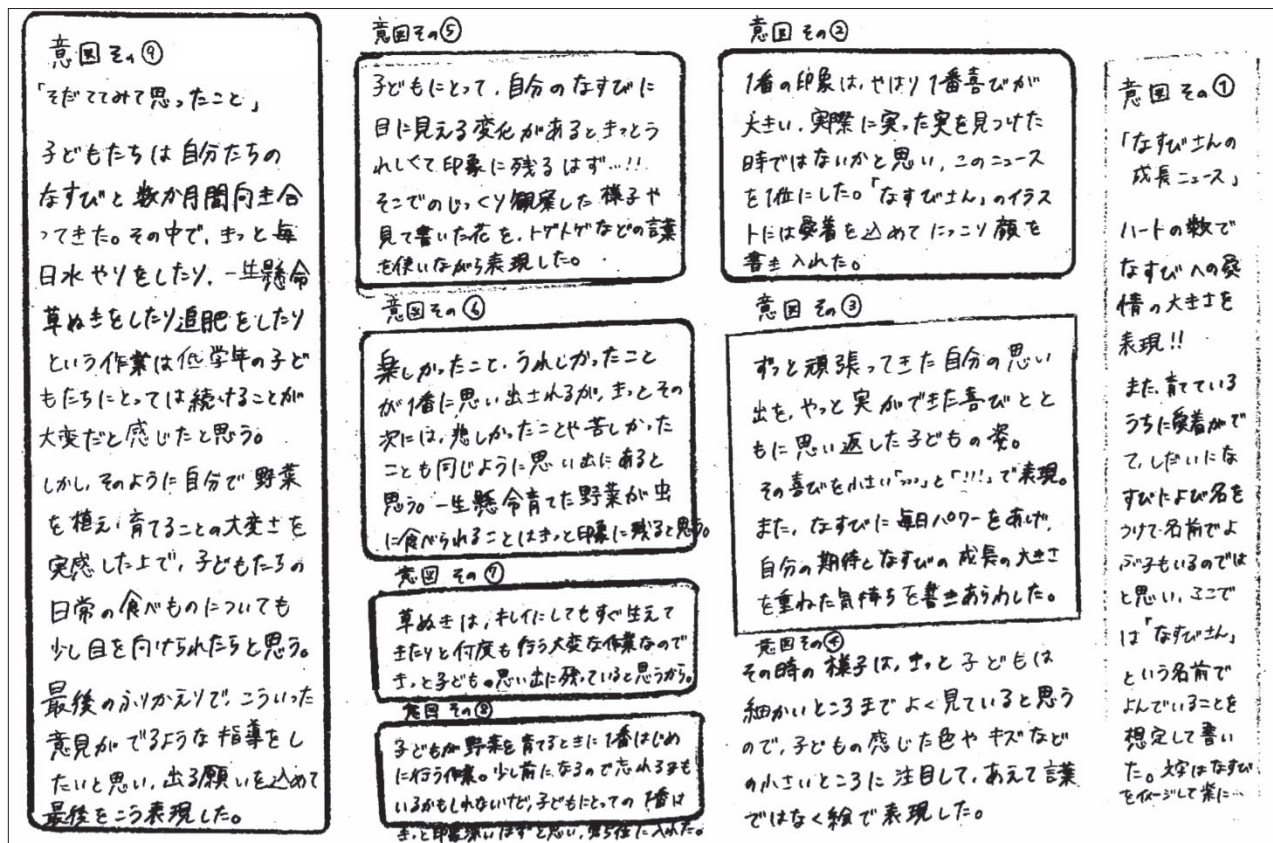 意図その①
「なすびさんの
成長ニュース」
ハートの数で
なすびへの愛
情の大きさを
表現!!
また、育てている
うちに愛着がで
て、しだいにな
すびによび名を
つけて名前でよ
ぶ子もいるのでは
と思い、ここで
は「なすびさん」
という名前で
よんでいることを
想定して書い
た。文字はなすび
をイメージして紫に…
意図その②
1番の印象は、やはり1番喜びが
大きい、実際に実った実を見つけた
時ではないかと思い、このニュース
を1位にした。「なすびさん」のイラス
トには愛着を込めてにっこり顔を
書き入れた。
意図その③
ずっと頑張ってきた自分の思い
出を、やっと実ができた喜びとと
もに思い返した子どもの姿。
その喜びを小さい「っっっ」と「!!!」で表現。
また、なすびに毎日パワーをあげ、
自分の期待となすびの成長の大きさ
を重ねた気持ちを書きあらわした。
意図その④
その時の様子は、きっと子どもは
細かいところまでよく見ていると思う
ので、子どもの感じた色やキズなど
の小さいところに注目して、あえて言葉
ではなく絵で表現した。
意図その⑤
子どもにとって、自分のなすびに
目に見える変化があるときっとう
れしくて印象に残るはず…!!
そこでのじっくり観察した様子や
見て書いた花を、トゲトゲなどの言葉
を使いながら表現した。
意図その⑥
楽しかったこと、うれしかったこと
が1番に思い出されるが、きっとその
次には、悲しかったことや苦しかった
ことも同じように思い出にあると
思う。一生懸命育てた野菜が虫
に食べられることはきっと印象に残ると思う。
意図その⑦
草ぬきは、キレイにしてもすぐ生えて
きたりと何度も行う大変な作業なので
きっと子どもの思い出に残っていると思うから。
意図その⑧
子どもが野菜を育てるときに1番はじめ
に行う作業。少し前になるので忘れる子も
いるかもしれないけど、子どもにとっての1番は
きっと印象深いはずと思い、第5位に入れた。
意図その⑨
「そだててみて思ったこと」
子どもたちは自分たちの
なすびと数か月間向き合
ってきた。その中で、きっと毎
日水やりをしたり、一生懸命
草ぬきをしたり追肥をしたり
という作業は低学年の子ど
もたちにとっては続けることが
大変だと感じたと思う。
しかし、そのように自分で野菜
を植え、育てることの大変さを
実感した上で、子どもたちの
日常の食べものについても
少し目を向けられたらと思う。
最後のふりかえりで、こういった
意見がでるような指導をし
たいと思い、出る願いを込めて
最後をこう表現した。